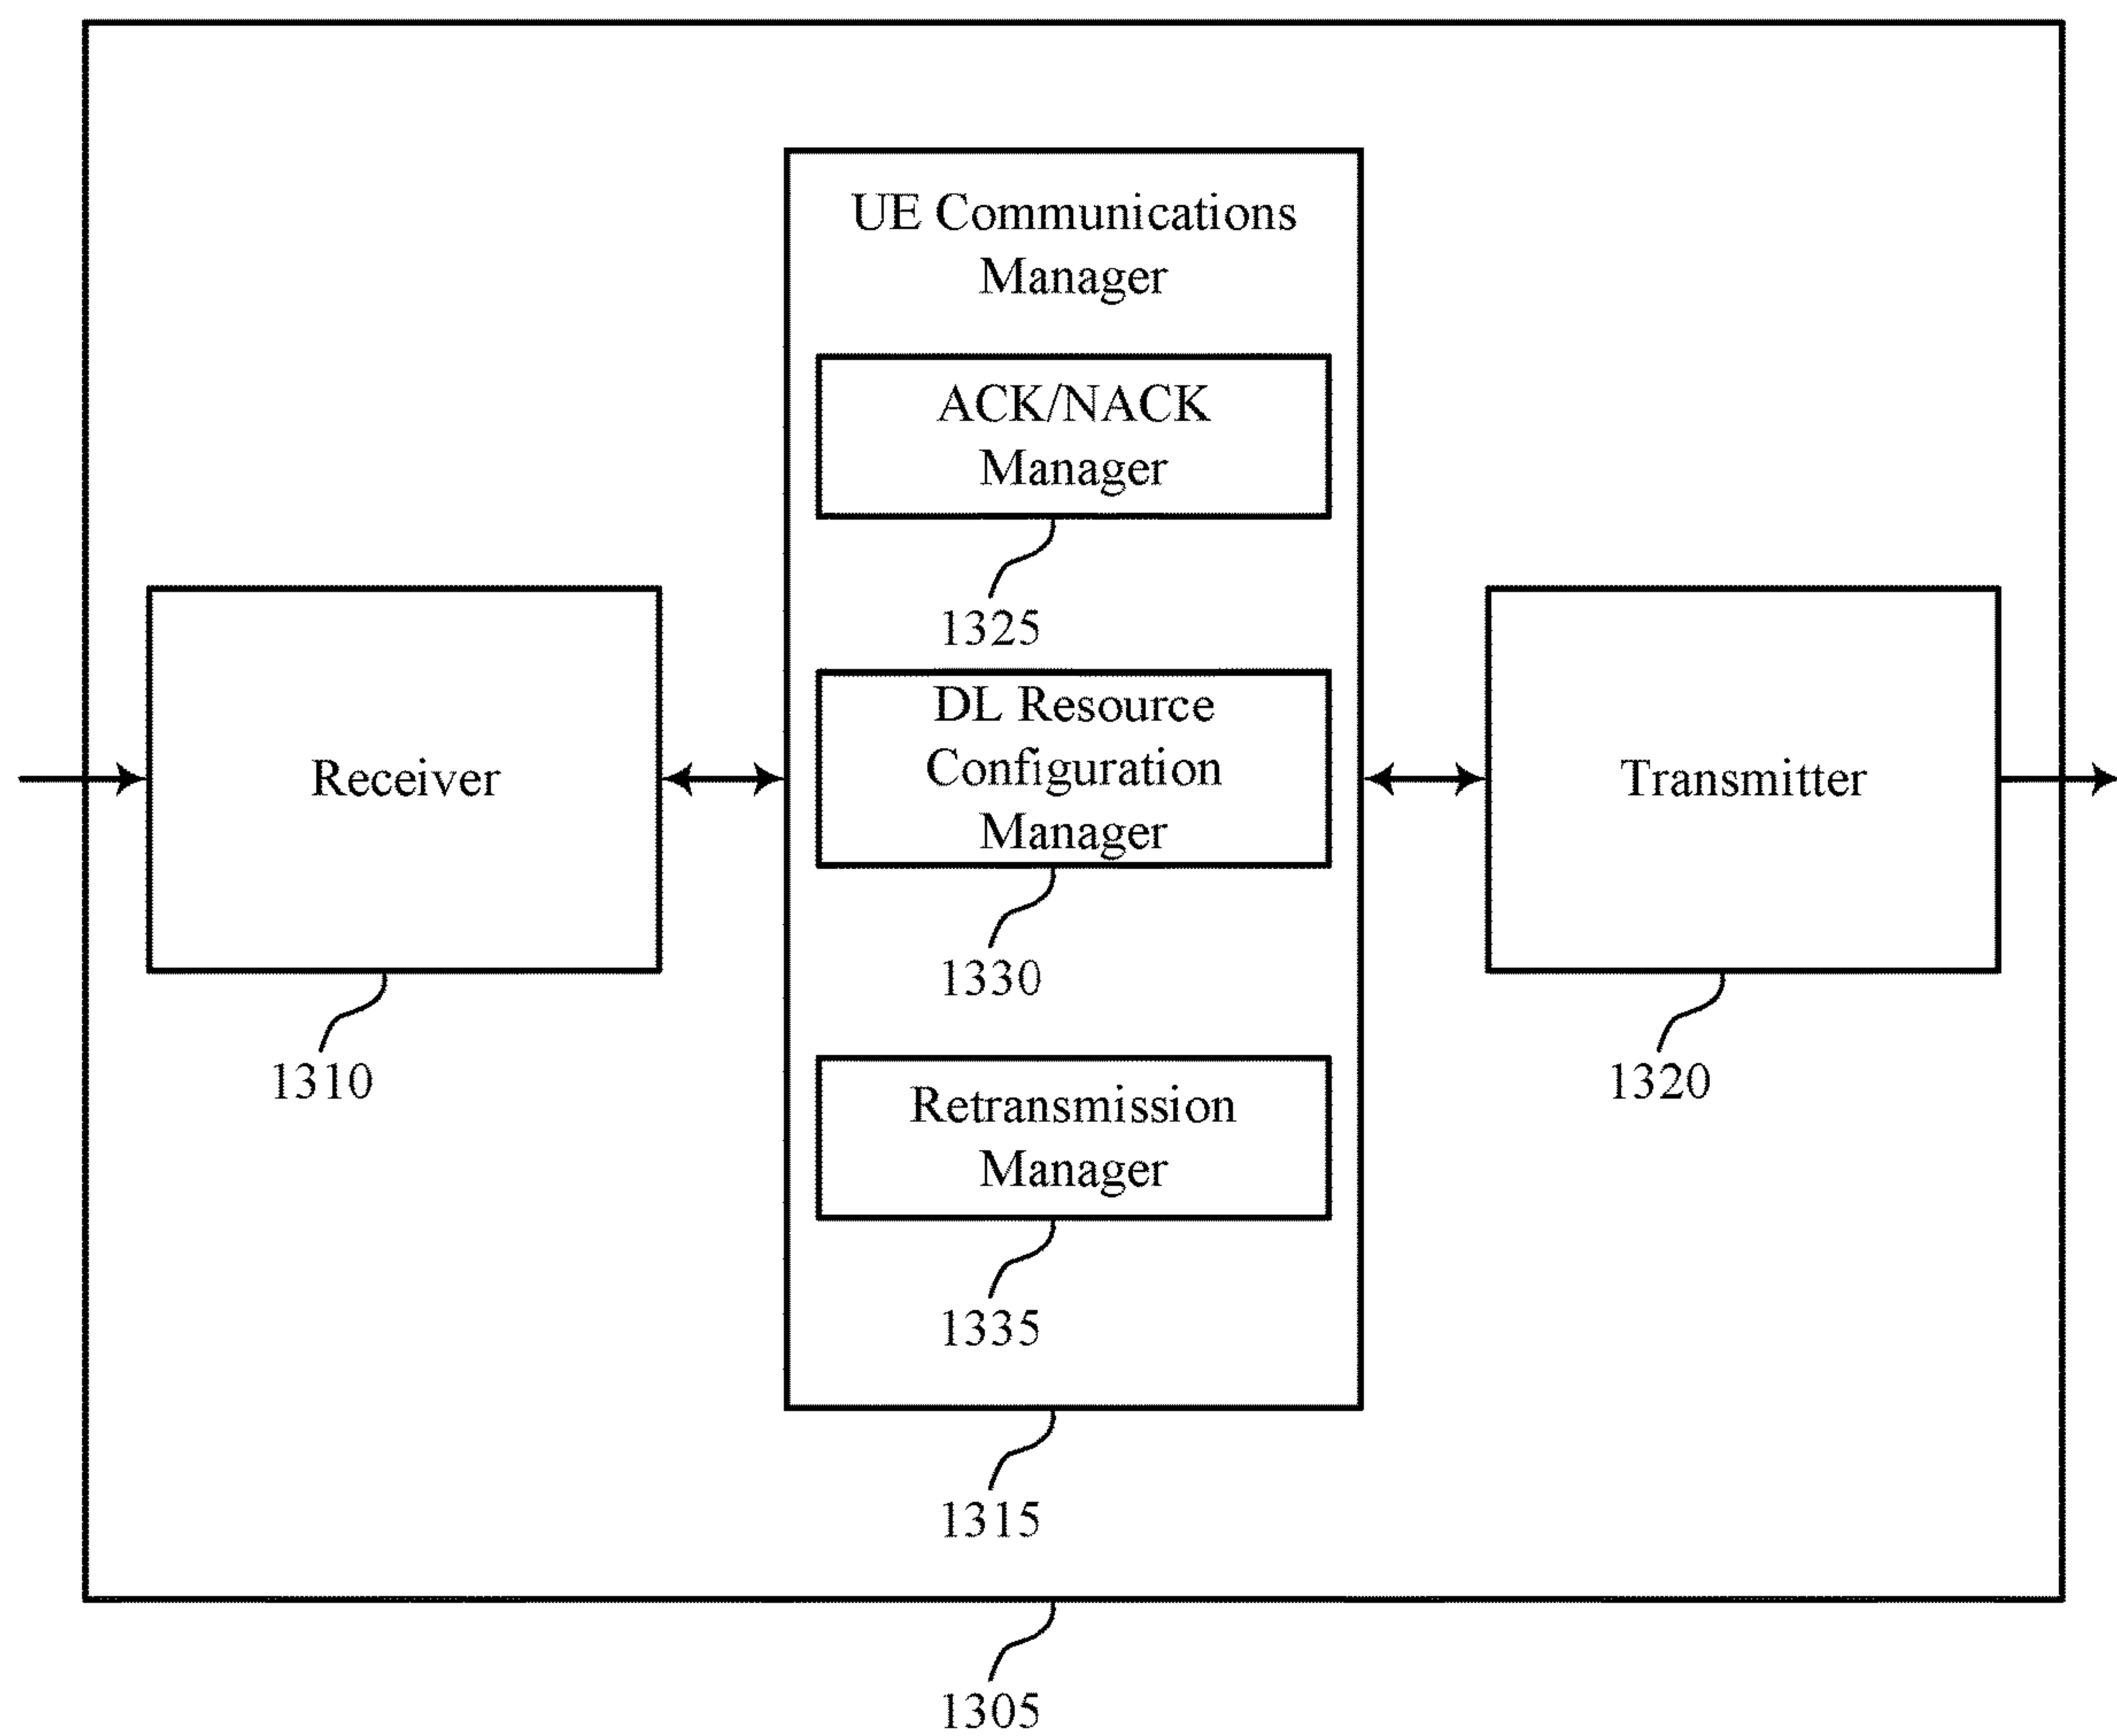 UE Communications
Manager
ACK/NACK
Manager
1325
DL Resource
Configuration
Manager
1330
Receiver
1310
Transmitter
1320
Retransmission
Manager
1335
1315
1305